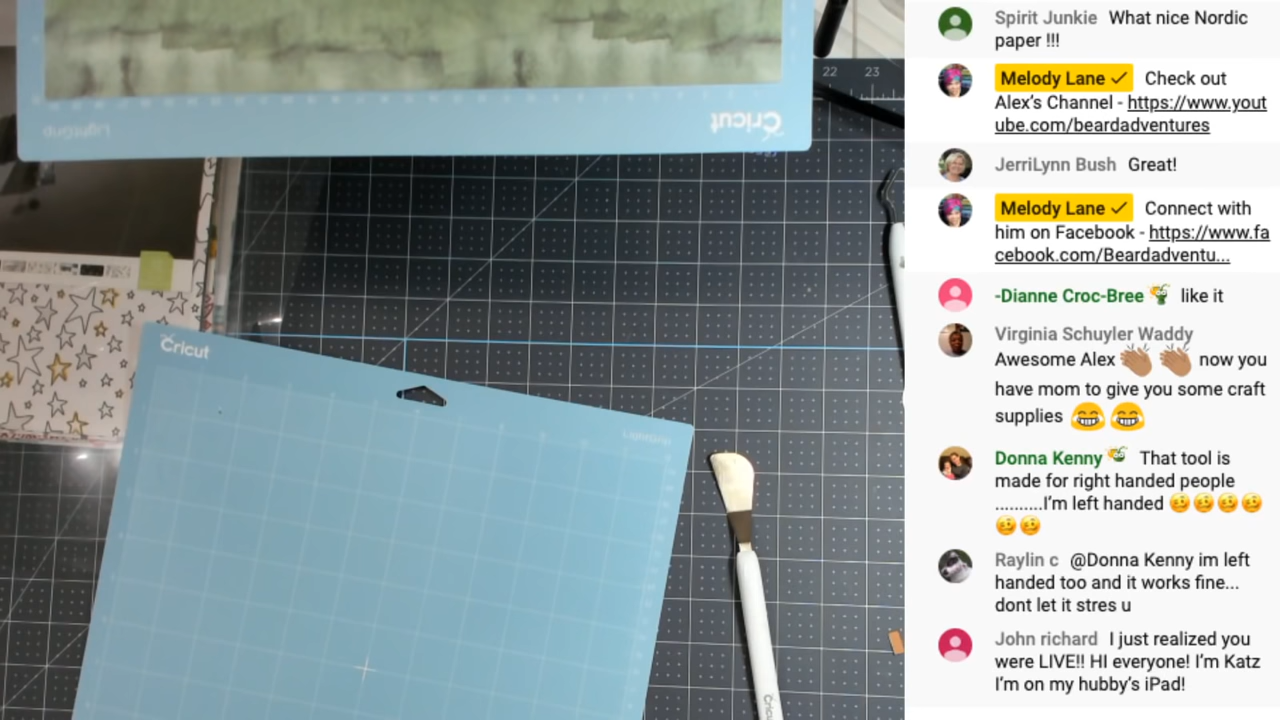 LightGrip
Cricut
22 23
Cricut
LightGrip
Cricut
Spirit Junkie What nice Nordic
paper !!!
Melody Lane ✓ Check out
Alex's Channel - https://www.yout
ube.com/beardadventures
JerriLynn Bush Great!
Melody Lane ✓ Connect with
him on Facebook - https://www.fa
cebook.com/Beardadventu...
-Dianne Croc-Bree like it
Virginia Schuyler Waddy
Awesome Alex 👏🏽 👏🏽 now you
have mom to give you some craft
supplies 😂 😂
Donna Kenny That tool is
made for right handed people
..........I'm left handed 🥴🥴🥴🥴
🥴🥴
Raylin c @Donna Kenny im left
handed too and it works fine...
dont let it stres u
John richard I just realized you
were LIVE!! HI everyone! I'm Katz
I'm on my hubby's iPad!